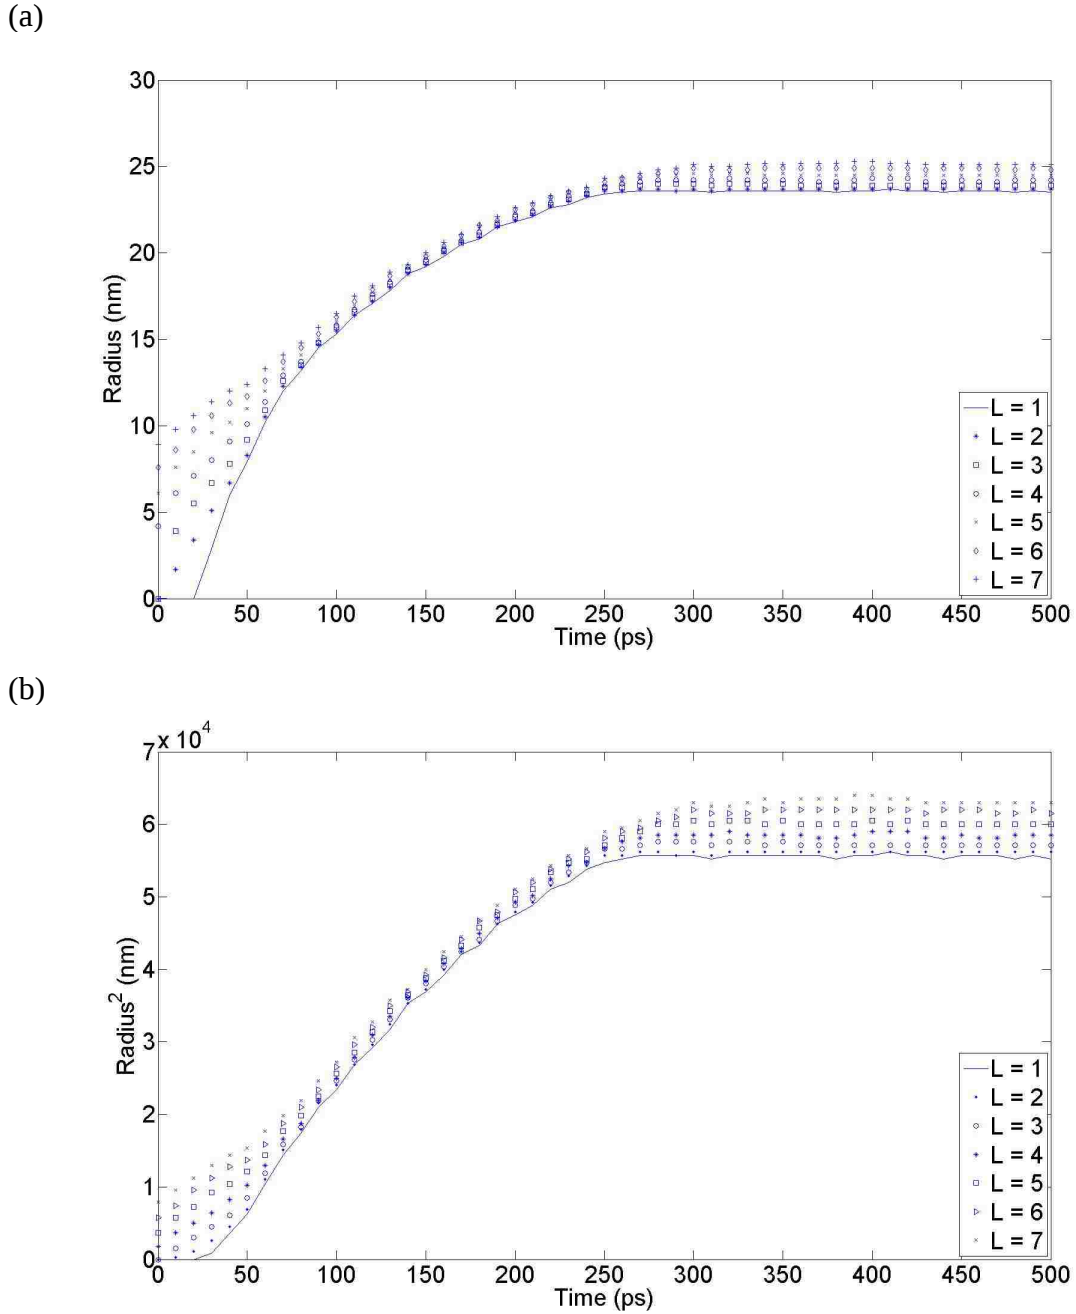 (a)
30
25
20
15
10
5
0
Radius (nm)
L = 1
L = 2
L = 3
L = 4
L = 5
L = 6
L = 7
0 50 100 150 200 250 300 350 400 450 500
Time (ps)
(b)
7 x 10^4
6
5
4
3
2
1
0
Radius² (nm)
L = 1
L = 2
L = 3
L = 4
L = 5
L = 6
L = 7
0 50 100 150 200 250 300 350 400 450 500
Time (ps)